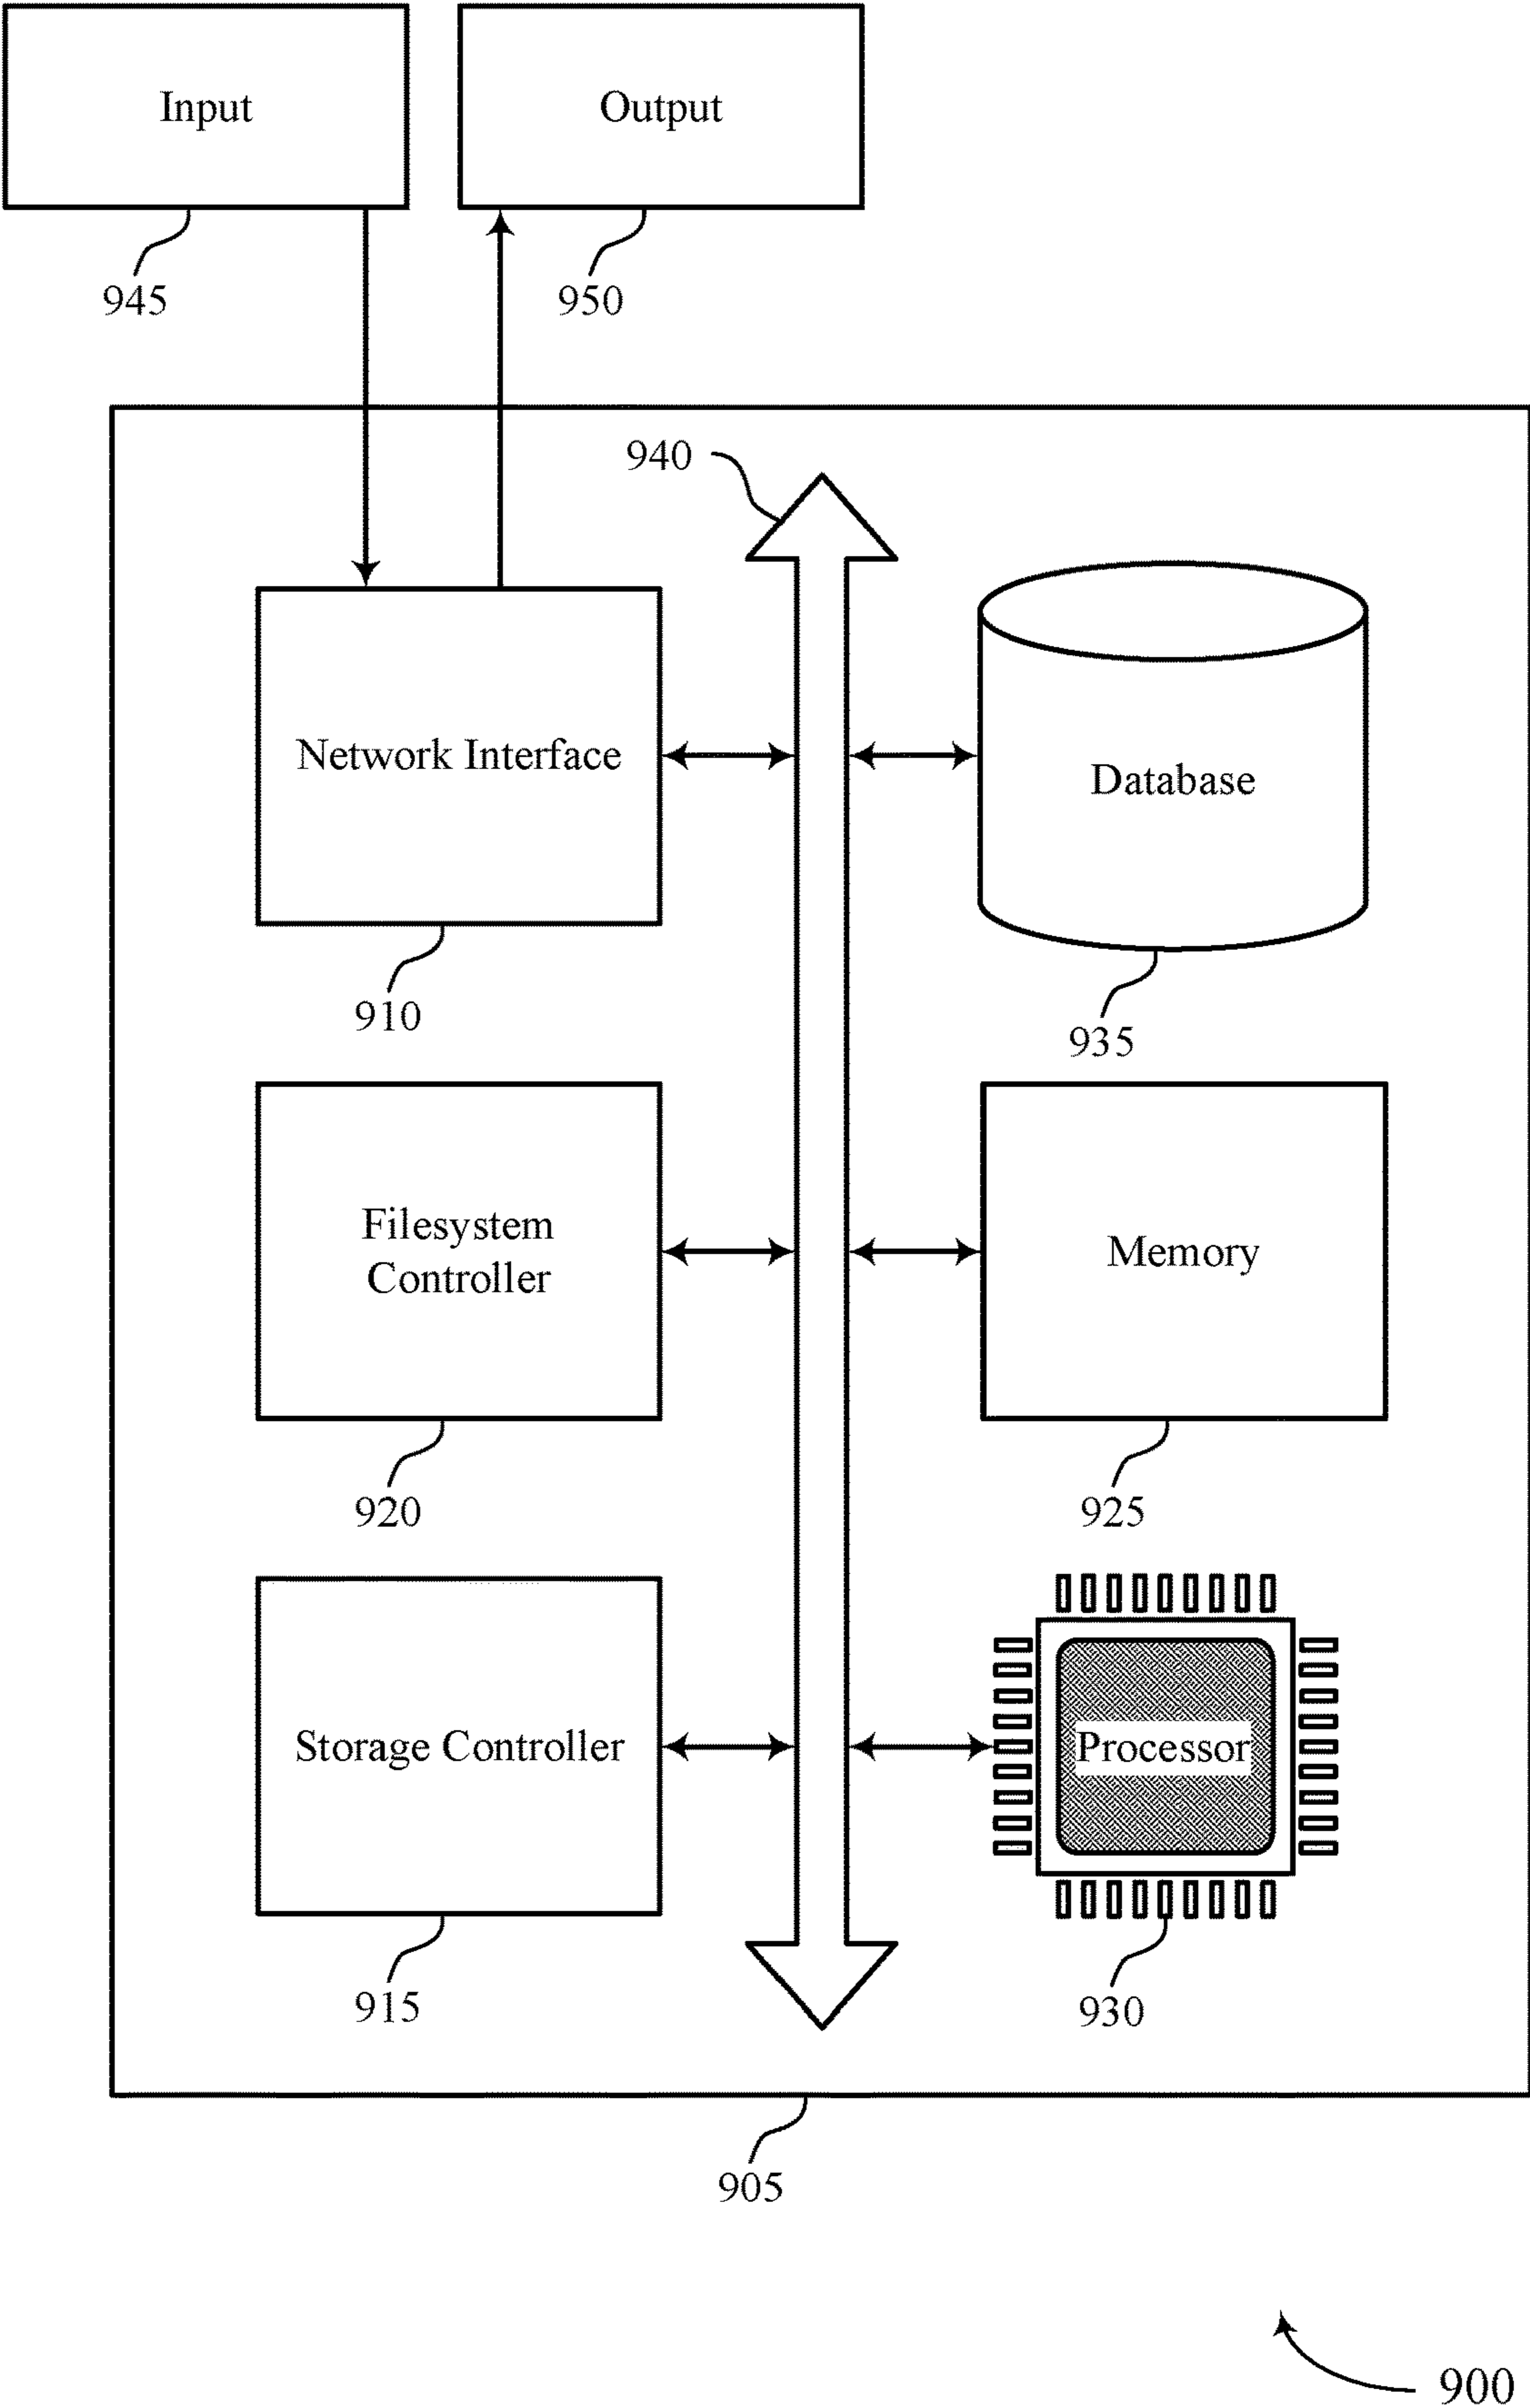 Input
Output
945
950
940
Network Interface
Database
910
935
Filesystem
Controller
Memory
920
925
Storage Controller
Processor
915
930
905
900